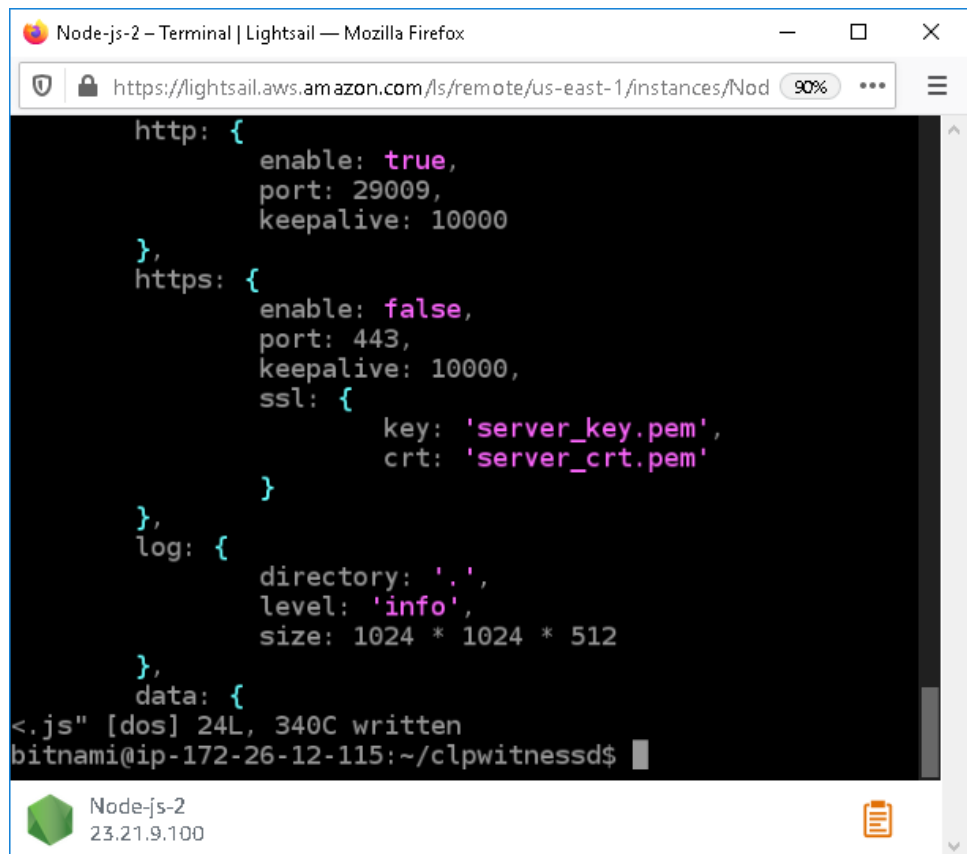 Node-js-2 – Terminal | Lightsail — Mozilla Firefox
https://lightsail.aws.amazon.com/ls/remote/us-east-1/instances/Nod 90%
http: {
enable: true,
port: 29009,
keepalive: 10000
},
https: {
enable: false,
port: 443,
keepalive: 10000,
ssl: {
key: 'server_key.pem',
crt: 'server_crt.pem'
}
},
log: {
directory: '.',
level: 'info',
size: 1024 * 1024 * 512
},
data: {
<.js" [dos] 24L, 340C written
bitnami@ip-172-26-12-115:~/clpwitnessd$
Node-js-2
23.21.9.100